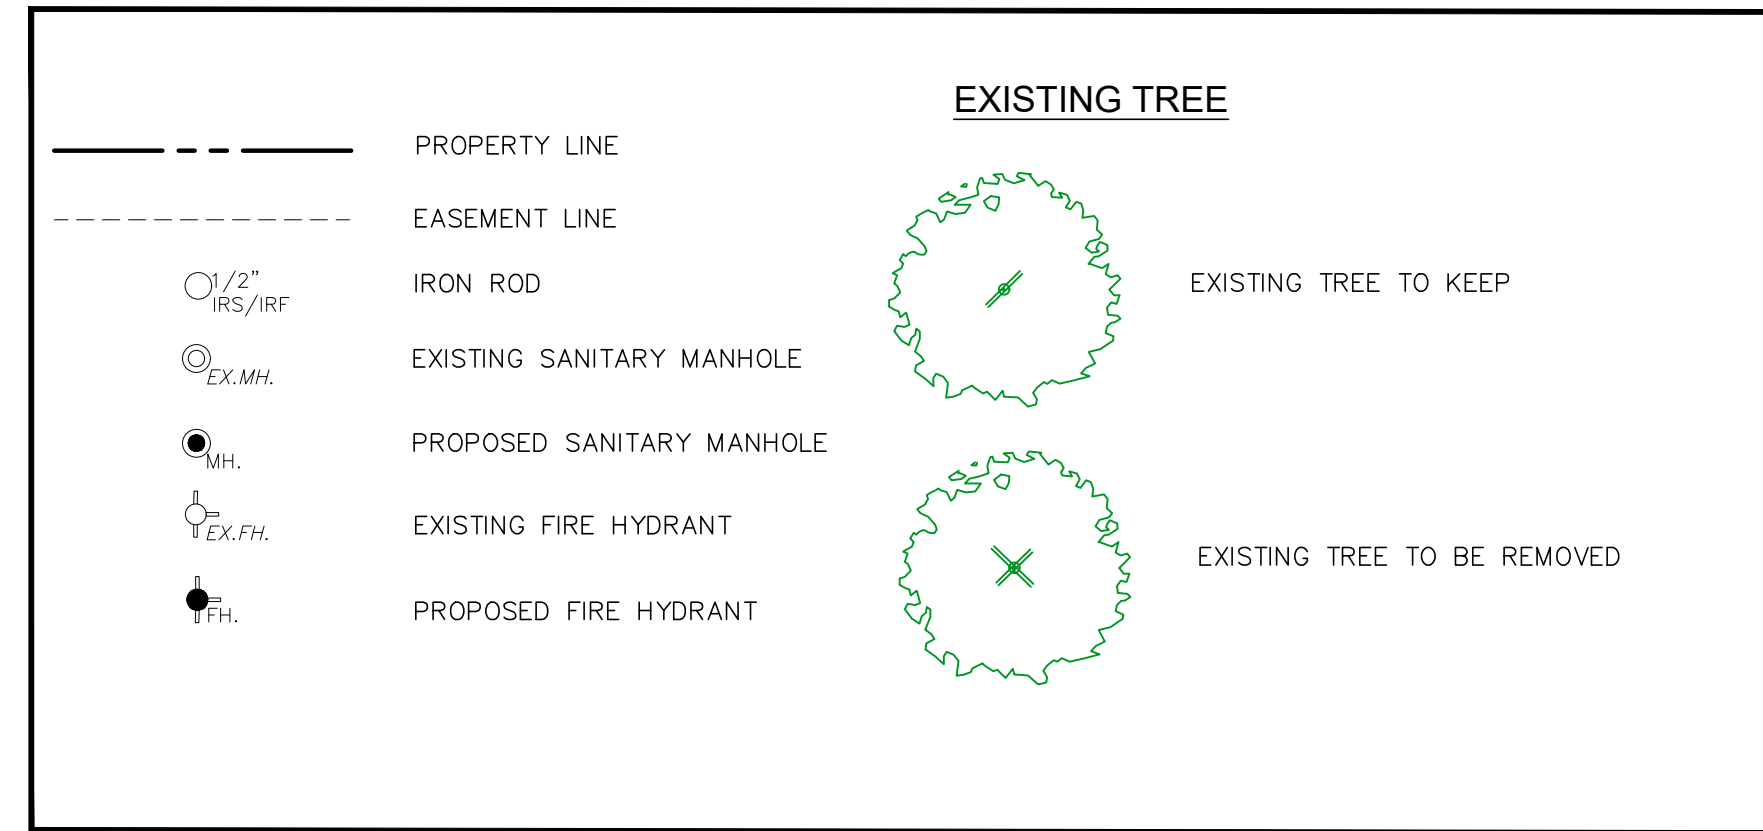 EXISTING TREE
PROPERTY LINE
EASEMENT LINE
1/2"
IRS/IRF
IRON ROD
EXISTING TREE TO KEEP
EX.MH.
EXISTING SANITARY MANHOLE
MH.
PROPOSED SANITARY MANHOLE
EX.FH.
EXISTING FIRE HYDRANT
EXISTING TREE TO BE REMOVED
FH.
PROPOSED FIRE HYDRANT